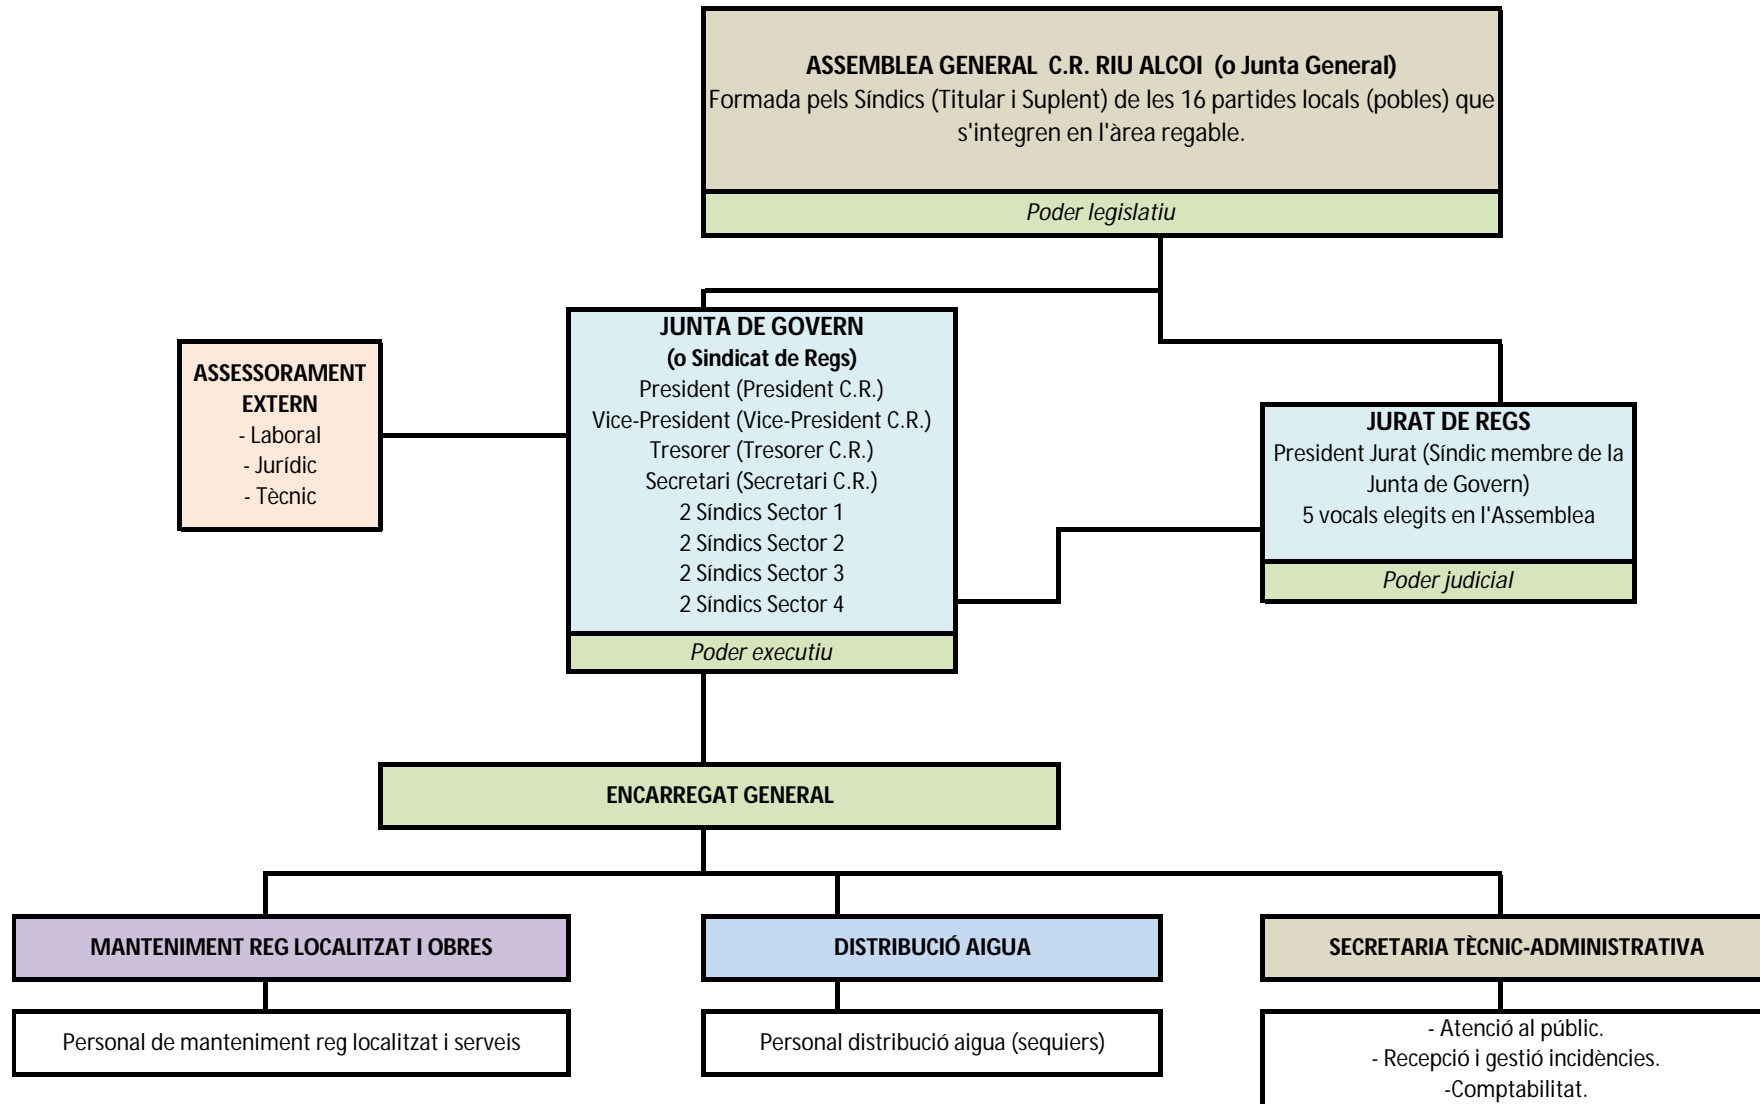 ASSEMBLEA GENERAL C.R. RIU ALCOI (o Junta General)
Formada pels Síndics (Titular i Suplent) de les 16 partides locals (pobles) que
s'integren en l'àrea regable.
Poder legislatiu
ASSESSORAMENT
EXTERN
- Laboral
- Jurídic
- Tècnic
JUNTA DE GOVERN
(o Sindicat de Regs)
President (President C.R.)
Vice-President (Vice-President C.R.)
Tresorer (Tresorer C.R.)
Secretari (Secretari C.R.)
2 Síndics Sector 1
2 Síndics Sector 2
2 Síndics Sector 3
2 Síndics Sector 4
Poder executiu
JURAT DE REGS
President Jurat (Síndic membre de la
Junta de Govern)
5 vocals elegits en l'Assemblea
Poder judicial
ENCARREGAT GENERAL
MANTENIMENT REG LOCALITZAT I OBRES
Personal de manteniment reg localitzat i serveis
DISTRIBUCIÓ AIGUA
Personal distribució aigua (sequiers)
SECRETARIA TÈCNIC-ADMINISTRATIVA
- Atenció al públic.
- Recepció i gestió incidències.
-Comptabilitat.